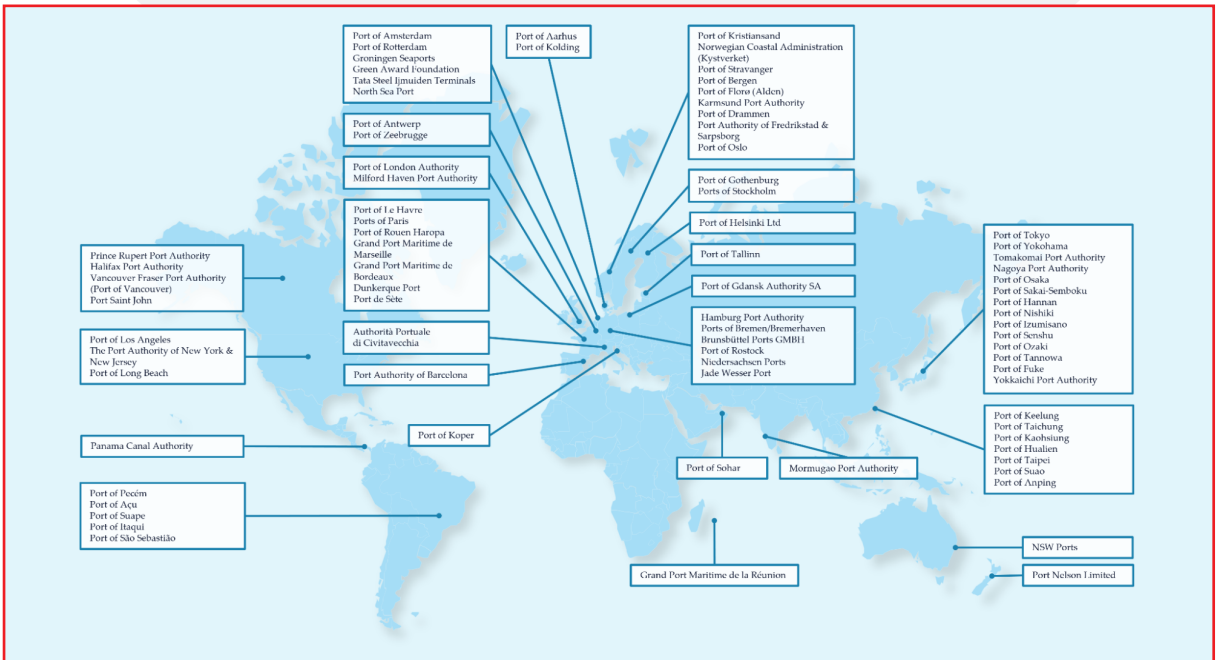 Port of Amsterdam
Port of Rotterdam
Groningen Seaports
Green Award Foundation
Tata Steel Ijmuiden Terminals
North Sea Port
Port of Aarhus
Port of Kolding
Port of Kristiansand
Norwegian Coastal Administration
(Kystverket)
Port of Stravanger
Port of Bergen
Port of Florø (Alden)
Karmsund Port Authority
Port of Drammen
Port Authority of Fredrikstad &
Sarpsborg
Port of Oslo
Port of Antwerp
Port of Zeebrugge
Port of London Authority
Milford Haven Port Authority
Port of Gothenburg
Ports of Stockholm
Port of Le Havre
Ports of Paris
Port of Rouen Haropa
Grand Port Maritime de
Marseille
Grand Port Maritime de
Bordeaux
Dunkerque Port
Port de Sète
Port of Helsinki Ltd
Port of Tallinn
Port of Gdansk Authority SA
Prince Rupert Port Authority
Halifax Port Authority
Vancouver Fraser Port Authority
(Port of Vancouver)
Port Saint John
Port of Tokyo
Port of Yokohama
Tomakomai Port Authority
Nagoya Port Authority
Port of Osaka
Port of Sakai-Semboku
Port of Hannan
Port of Nishiki
Port of Izumisano
Port of Senshu
Port of Ozaki
Port of Tannowa
Port of Fuke
Yokkaichi Port Authority
Hamburg Port Authority
Ports of Bremen/Bremerhaven
Brunsbüttel Ports GMBH
Port of Rostock
Niedersachsen Ports
Jade Wesser Port
Authorità Portuale
di Civitavecchia
Port of Los Angeles
The Port Authority of New York &
New Jersey
Port of Long Beach
Port Authority of Barcelona
Port of Koper
Panama Canal Authority
Port of Sohar
Mormugao Port Authority
Port of Keelung
Port of Taichung
Port of Kaohsiung
Port of Hualien
Port of Taipei
Port of Suao
Port of Anping
Port of Pecém
Port of Açu
Port of Suape
Port of Itaqui
Port of São Sebastião
NSW Ports
Grand Port Maritime de la Réunion
Port Nelson Limited